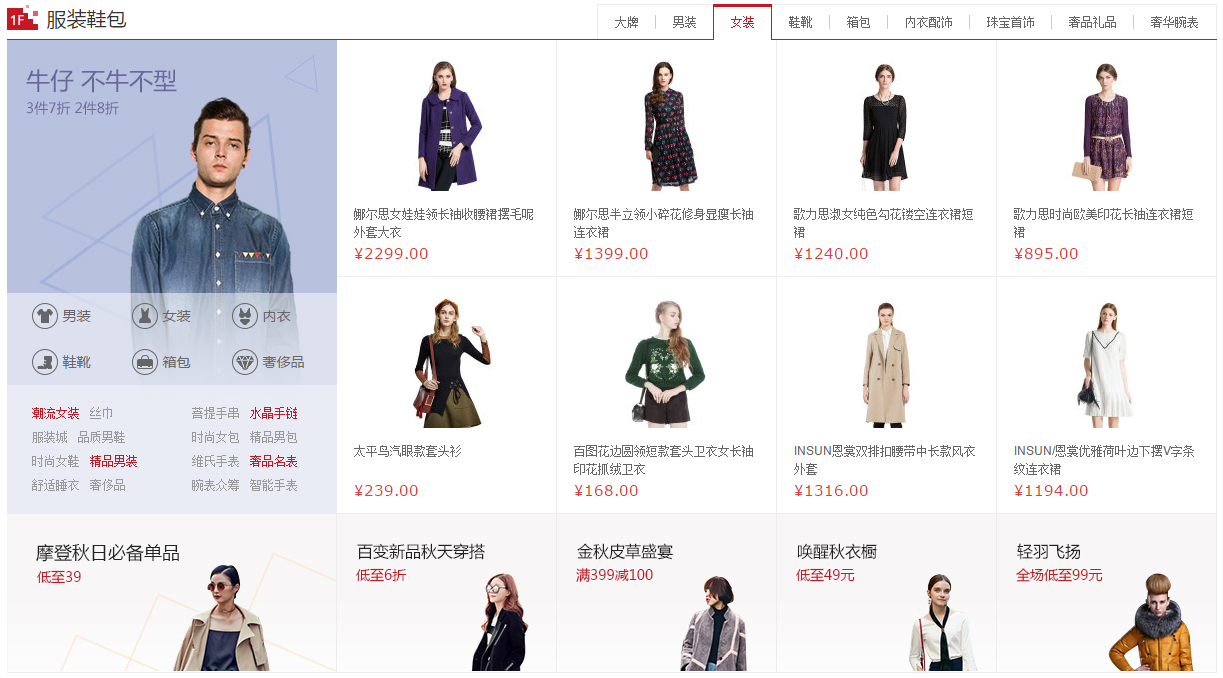 1F 服装鞋包
大牌 男装 女装 鞋靴 箱包 内衣配饰 珠宝首饰 奢品礼品 奢华腕表
牛仔 不牛不型
3件7折 2件8折
男装 女装 内衣
鞋靴 箱包 奢侈品
潮流女装 丝巾 菩提手串 水晶手链
服装城 品质男鞋 时尚女包 精品男包
时尚女鞋 精品男装 维氏手表 奢品名表
舒适睡衣 奢侈品 腕表众筹 智能手表
娜尔思女娃娃领长袖收腰裙摆毛呢
外套大衣
¥2299.00
娜尔思半立领小碎花修身显瘦长袖
连衣裙
¥1399.00
歌力思淑女纯色勾花镂空连衣裙短
裙
¥1240.00
歌力思时尚欧美印花长袖连衣裙短
裙
¥895.00
太平鸟汽眼款套头衫
¥239.00
百图花边圆领短款套头卫衣女长袖
印花抓绒卫衣
¥168.00
INSUN恩裳双排扣腰带中长款风衣
外套
¥1316.00
INSUN/恩裳优雅荷叶边下摆V字条
纹连衣裙
¥1194.00
摩登秋日必备单品
低至39
百变新品秋天穿搭
低至6折
金秋皮草盛宴
满399减100
唤醒秋衣橱
低至49元
轻羽飞扬
全场低至99元